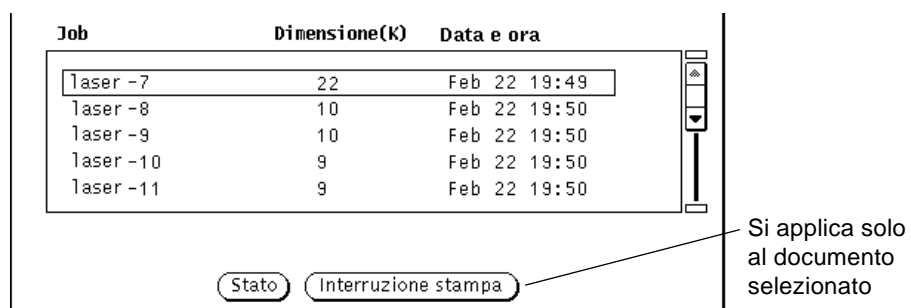 Job Dimensione(K) Data e ora
laser-7 22 Feb 22 19:49
laser-8 10 Feb 22 19:50
laser-9 10 Feb 22 19:50
laser-10 9 Feb 22 19:50
laser-11 9 Feb 22 19:50
Stato Interruzione stampa
Si applica solo
al documento
selezionato